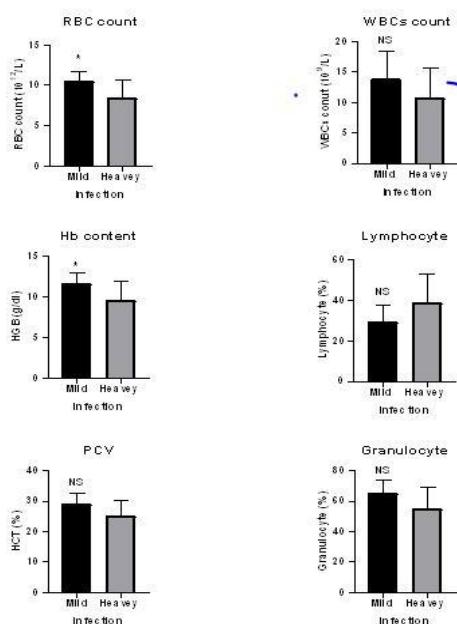 RBC count
RBC count (10^12/L)
15
10
5
0
*
Mild Heavey
Infection
WBCs count
WBCs conut (10^9/L)
20
15
10
5
0
NS
Mild Heavey
Infection
Hb content
HGB (g/dl)
15
10
5
0
*
Mild Heavey
Infection
Lymphocyte
Lymphocyte (%)
60
40
20
0
NS
Mild Heavey
Infection
PCV
HCT (%)
40
30
20
10
0
NS
Mild Heavey
Infection
Granulocyte
Granulocyte (%)
80
60
40
20
0
NS
Mild Heavey
Infection